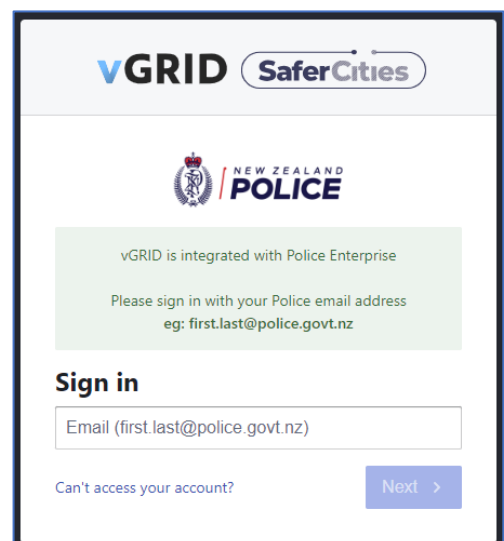 vGRID SaferCities
NEW ZEALAND
POLICE
vGRID is integrated with Police Enterprise
Please sign in with your Police email address
eg: first.last@police.govt.nz
Sign in
Email (first.last@police.govt.nz)
Can't access your account? Next >